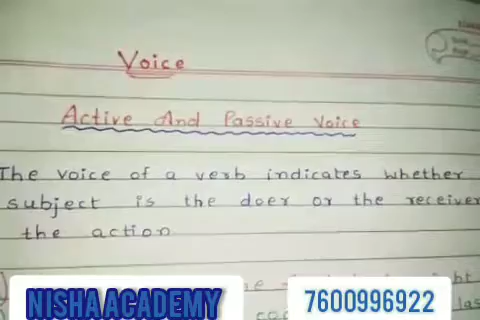 Voice
Active And Passive Voice
The voice of a verb indicates whether
subject is the doer or the receiver
the action
NISHA ACADEMY
7600996922